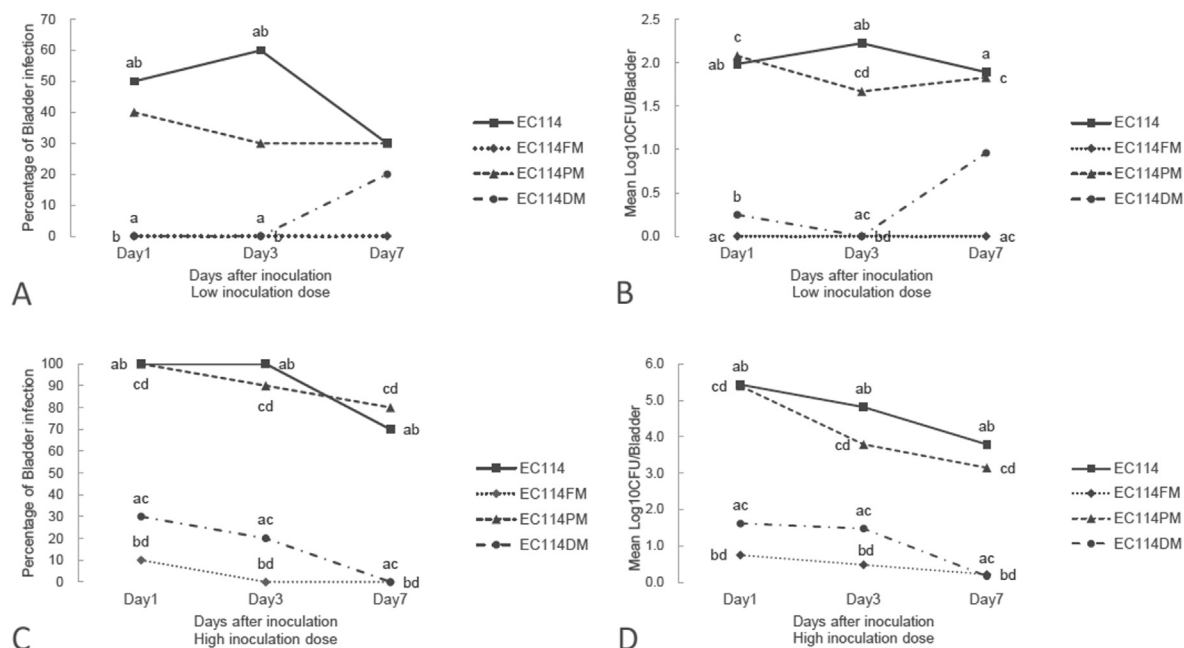 Percentage of Bladder infection
70
60
50
40
30
20
10
0
ab
ab
a
a
b
b
Day1
Day3
Day7
Days after inoculation
Low inoculation dose
EC114
EC114FM
EC114PM
EC114DM
A
Mean Log10CFU/Bladder
2.5
2.0
1.5
1.0
0.5
0.0
c
ab
ab
cd
a
c
b
ac
ac
bd
ac
Day1
Day3
Day7
Days after inoculation
Low inoculation dose
EC114
EC114FM
EC114PM
EC114DM
B
Percentage of Bladder infection
100
90
80
70
60
50
40
30
20
10
0
ab
cd
ab
cd
cd
ab
ac
bd
ac
bd
ac
bd
Day1
Day3
Day7
Days after inoculation
High inoculation dose
EC114
EC114FM
EC114PM
EC114DM
C
Mean Log10CFU/Bladder
6.0
5.0
4.0
3.0
2.0
1.0
0.0
ab
cd
ab
cd
ab
cd
ac
bd
ac
bd
ac
bd
Day1
Day3
Day7
Days after inoculation
High inoculation dose
EC114
EC114FM
EC114PM
EC114DM
D